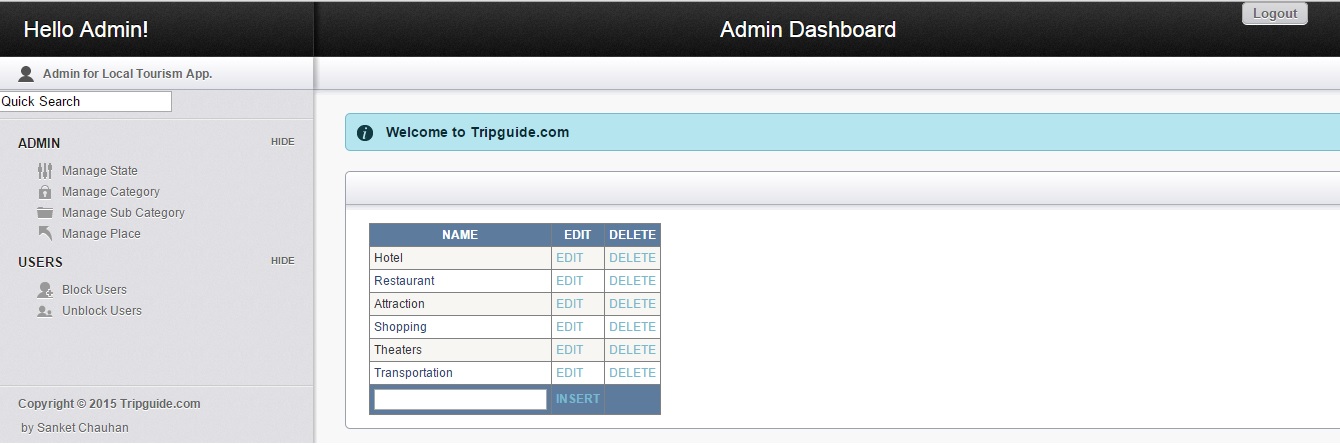 Hello Admin!
Admin Dashboard
Logout
Admin for Local Tourism App.
Quick Search
ADMIN HIDE
Manage State
Manage Category
Manage Sub Category
Manage Place
USERS HIDE
Block Users
Unblock Users
Copyright © 2015 Tripguide.com
by Sanket Chauhan
Welcome to Tripguide.com
NAME EDIT DELETE
Hotel EDIT DELETE
Restaurant EDIT DELETE
Attraction EDIT DELETE
Shopping EDIT DELETE
Theaters EDIT DELETE
Transportation EDIT DELETE
INSERT